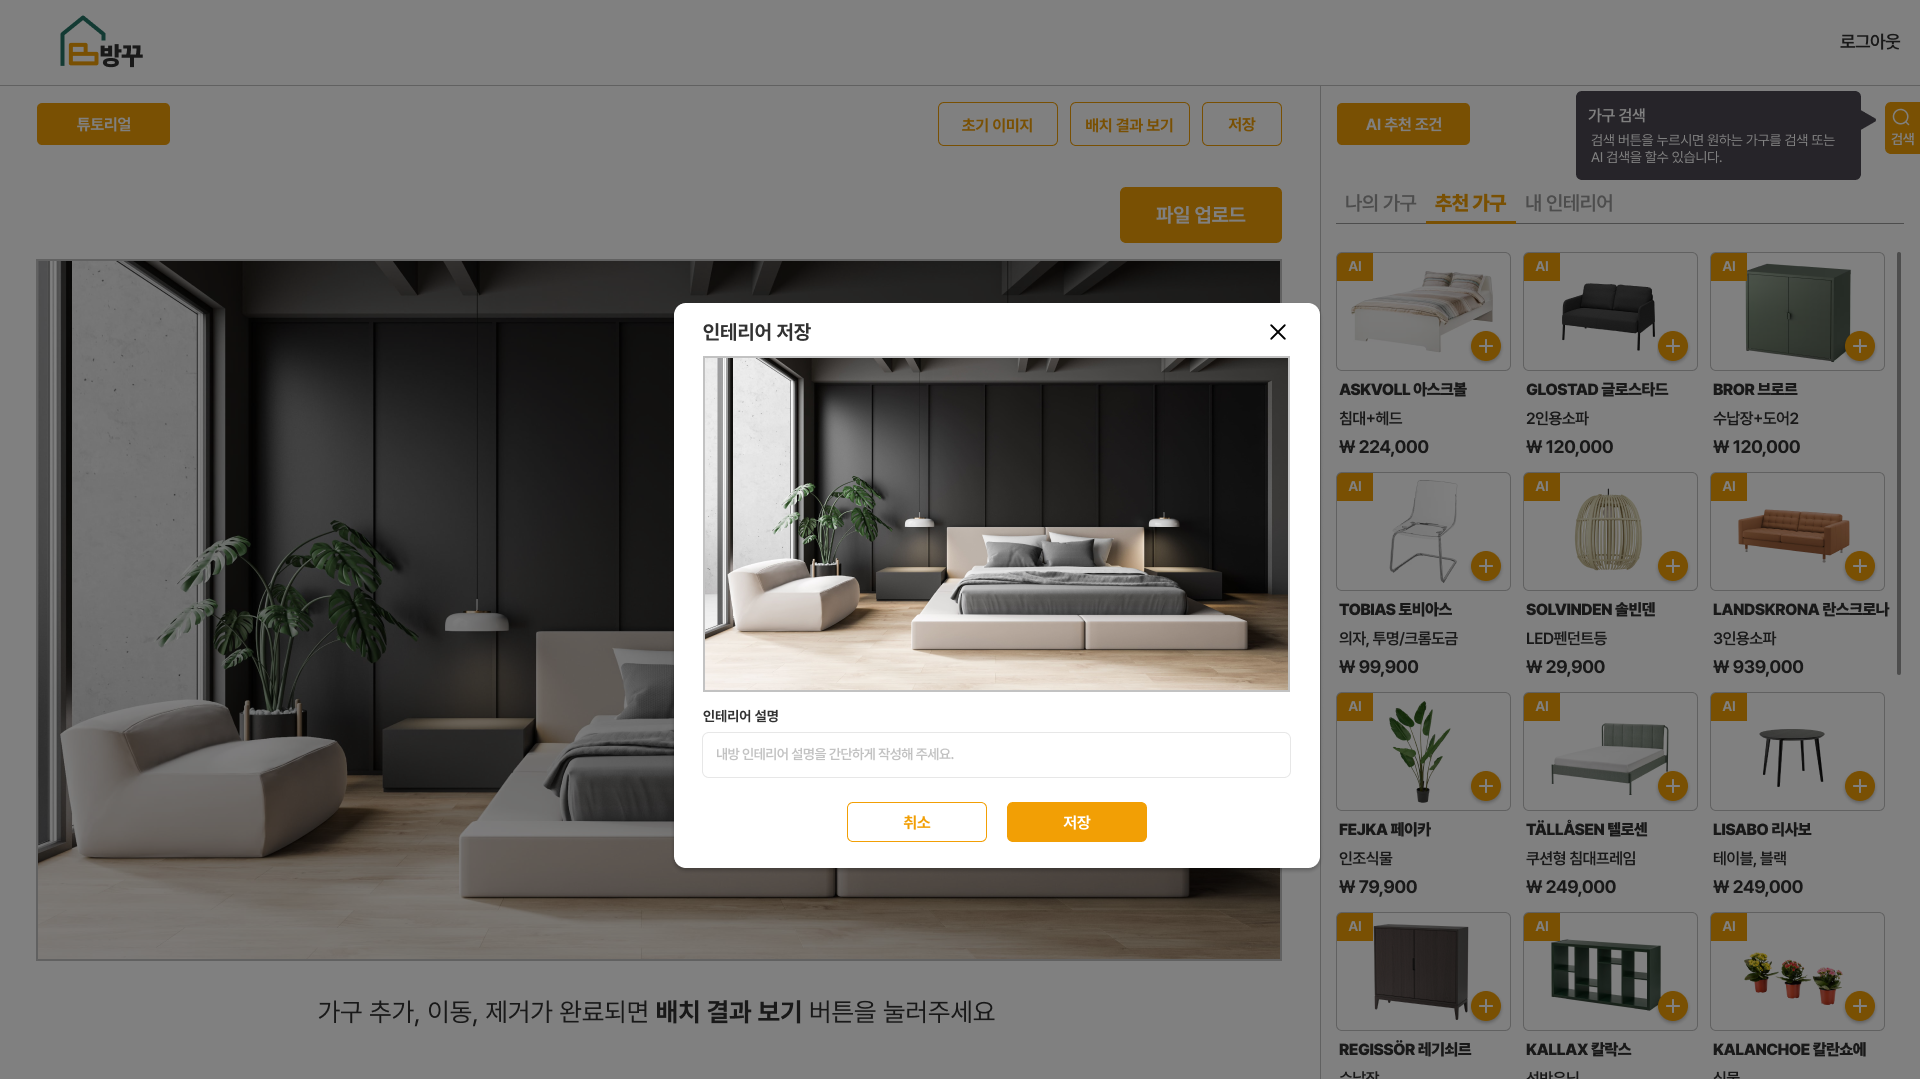 방꾸
로그아웃
튜토리얼
초기 이미지
배치 결과 보기
저장
AI 추천 조건
가구 검색
검색 버튼을 누르시면 원하는 가구를 검색 또는
AI 검색을 할수 있습니다.
검색
파일 업로드
나의 가구
추천 가구
내 인테리어
인테리어 저장
인테리어 설명
내방 인테리어 설명을 간단하게 작성해 주세요.
취소
저장
AI
ASKVOLL 아스크볼
침대+헤드
₩ 224,000
AI
GLOSTAD 글로스타드
2인용소파
₩ 120,000
AI
BROR 브로르
수납장+도어2
₩ 120,000
AI
TOBIAS 토비아스
의자, 투명/크롬도금
₩ 99,900
AI
SOLVINDEN 솔빈덴
LED펜던트등
₩ 29,900
AI
LANDSKRONA 란스크로나
3인용소파
₩ 939,000
AI
FEJKA 페이카
인조식물
₩ 79,900
AI
TÄLLÅSEN 텔로센
쿠션형 침대프레임
₩ 249,000
AI
LISABO 리사보
테이블, 블랙
₩ 249,000
AI
REGISSÖR 레기쇠르
수납장
AI
KALLAX 칼락스
선반유닛
AI
KALANCHOE 칼란쇼에
식물
가구 추가, 이동, 제거가 완료되면 배치 결과 보기 버튼을 눌러주세요